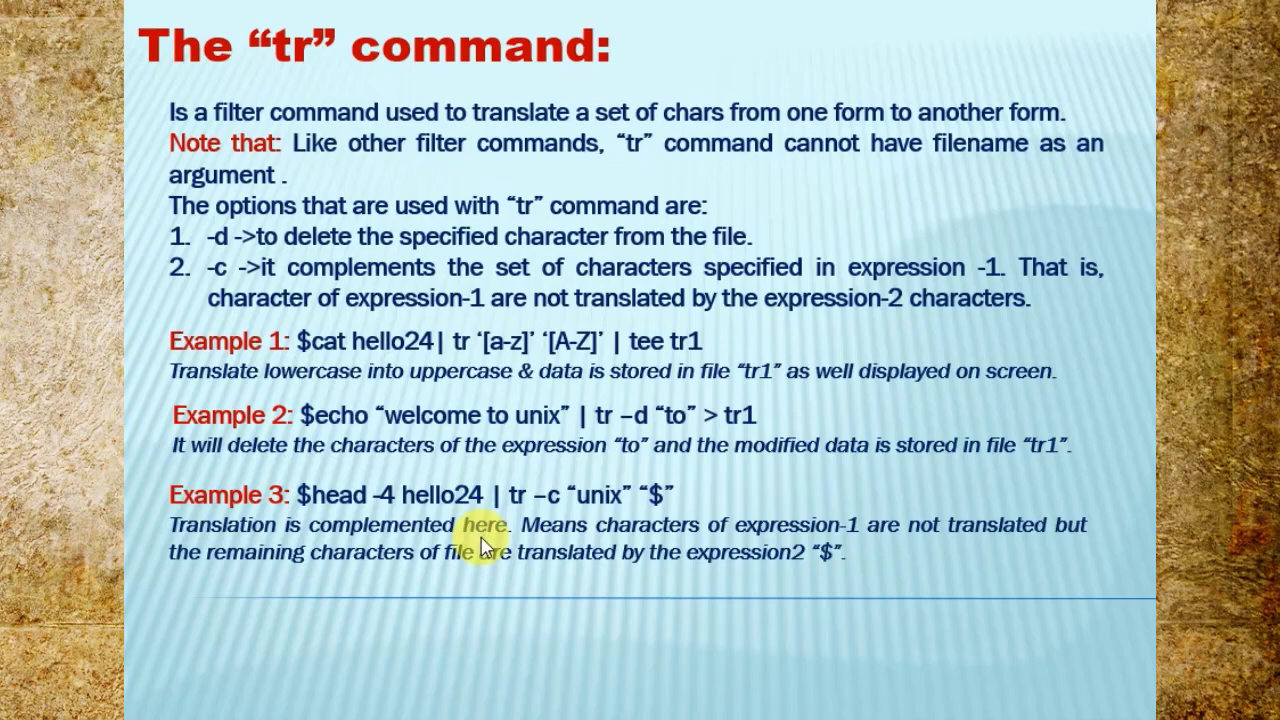 The “tr” command:
Is a filter command used to translate a set of chars from one form to another form.
Note that: Like other filter commands, “tr” command cannot have filename as an
argument .
The options that are used with “tr” command are:
1. -d ->to delete the specified character from the file.
2. -c ->it complements the set of characters specified in expression -1. That is,
character of expression-1 are not translated by the expression-2 characters.
Example 1: $cat hello24| tr ‘[a-z]’ ‘[A-Z]’ | tee tr1
Translate lowercase into uppercase & data is stored in file “tr1” as well displayed on screen.
Example 2: $echo “welcome to unix” | tr –d “to” > tr1
It will delete the characters of the expression “to” and the modified data is stored in file “tr1”.
Example 3: $head -4 hello24 | tr –c “unix” “$”
Translation is complemented here. Means characters of expression-1 are not translated but
the remaining characters of file are translated by the expression2 “$”.